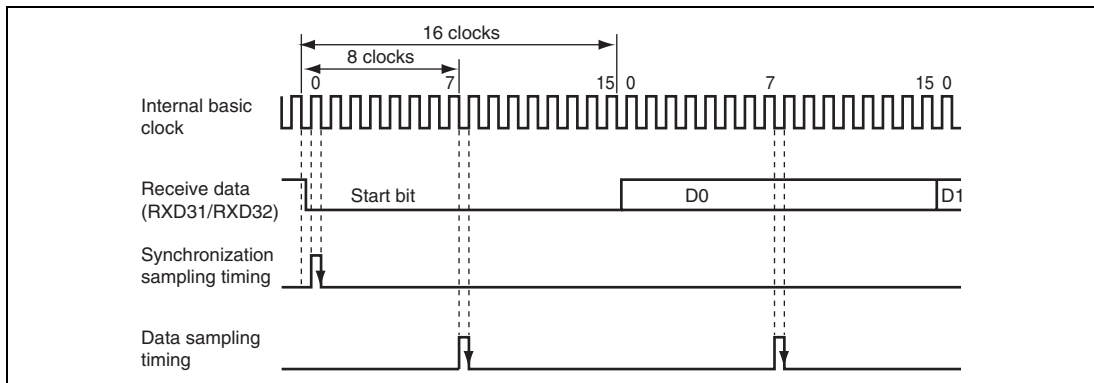 16 clocks
8 clocks
0 7 15 0 7 15 0
Internal basic
clock
Receive data
(RXD31/RXD32)
Start bit D0 D1
Synchronization
sampling timing
Data sampling
timing